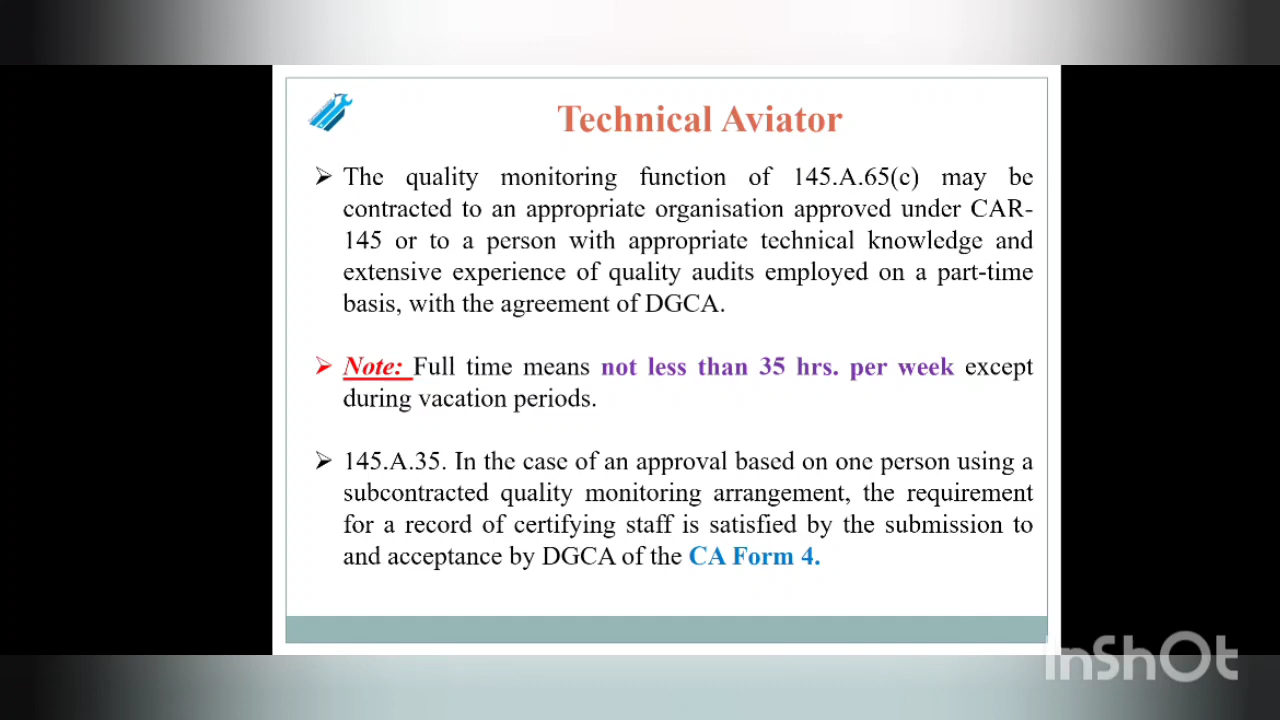 Technical Aviator
➢ The quality monitoring function of 145.A.65(c) may be
contracted to an appropriate organisation approved under CAR-
145 or to a person with appropriate technical knowledge and
extensive experience of quality audits employed on a part-time
basis, with the agreement of DGCA.
➢ Note: Full time means not less than 35 hrs. per week except
during vacation periods.
➢ 145.A.35. In the case of an approval based on one person using a
subcontracted quality monitoring arrangement, the requirement
for a record of certifying staff is satisfied by the submission to
and acceptance by DGCA of the CA Form 4.
InShOt